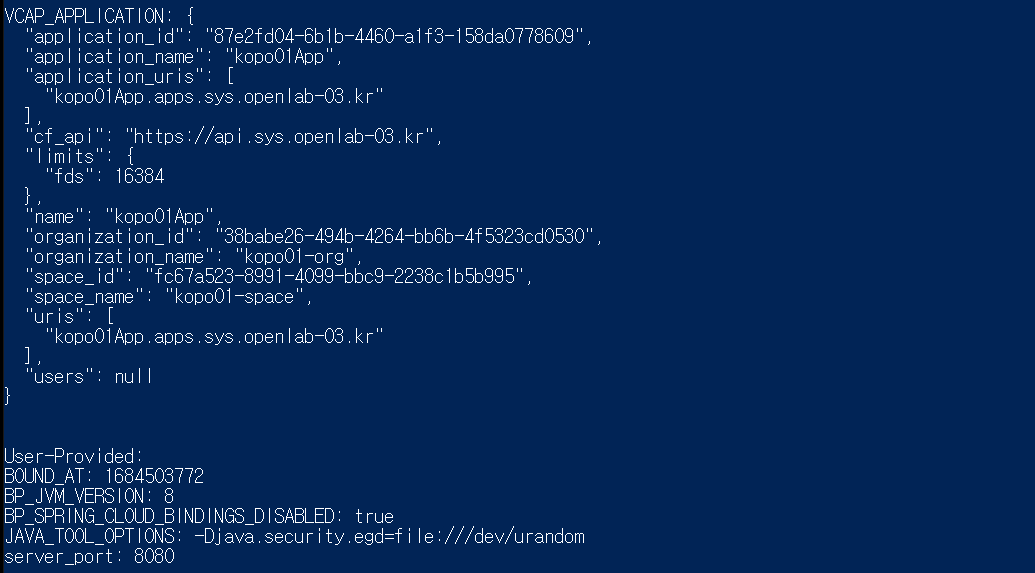 VCAP_APPLICATION: {
  "application_id": "87e2fd04-6b1b-4460-a1f3-158da0778609",
  "application_name": "kopo01App",
  "application_uris": [
    "kopo01App.apps.sys.openlab-03.kr"
  ],
  "cf_api": "https://api.sys.openlab-03.kr",
  "limits": {
    "fds": 16384
  },
  "name": "kopo01App",
  "organization_id": "38babe26-494b-4264-bb6b-4f5323cd0530",
  "organization_name": "kopo01-org",
  "space_id": "fc67a523-8991-4099-bbc9-2238c1b5b995",
  "space_name": "kopo01-space",
  "uris": [
    "kopo01App.apps.sys.openlab-03.kr"
  ],
  "users": null
}
User-Provided:
BOUND_AT: 1684503772
BP_JVM_VERSION: 8
BP_SPRING_CLOUD_BINDINGS_DISABLED: true
JAVA_TOOL_OPTIONS: -Djava.security.egd=file:///dev/urandom
server_port: 8080